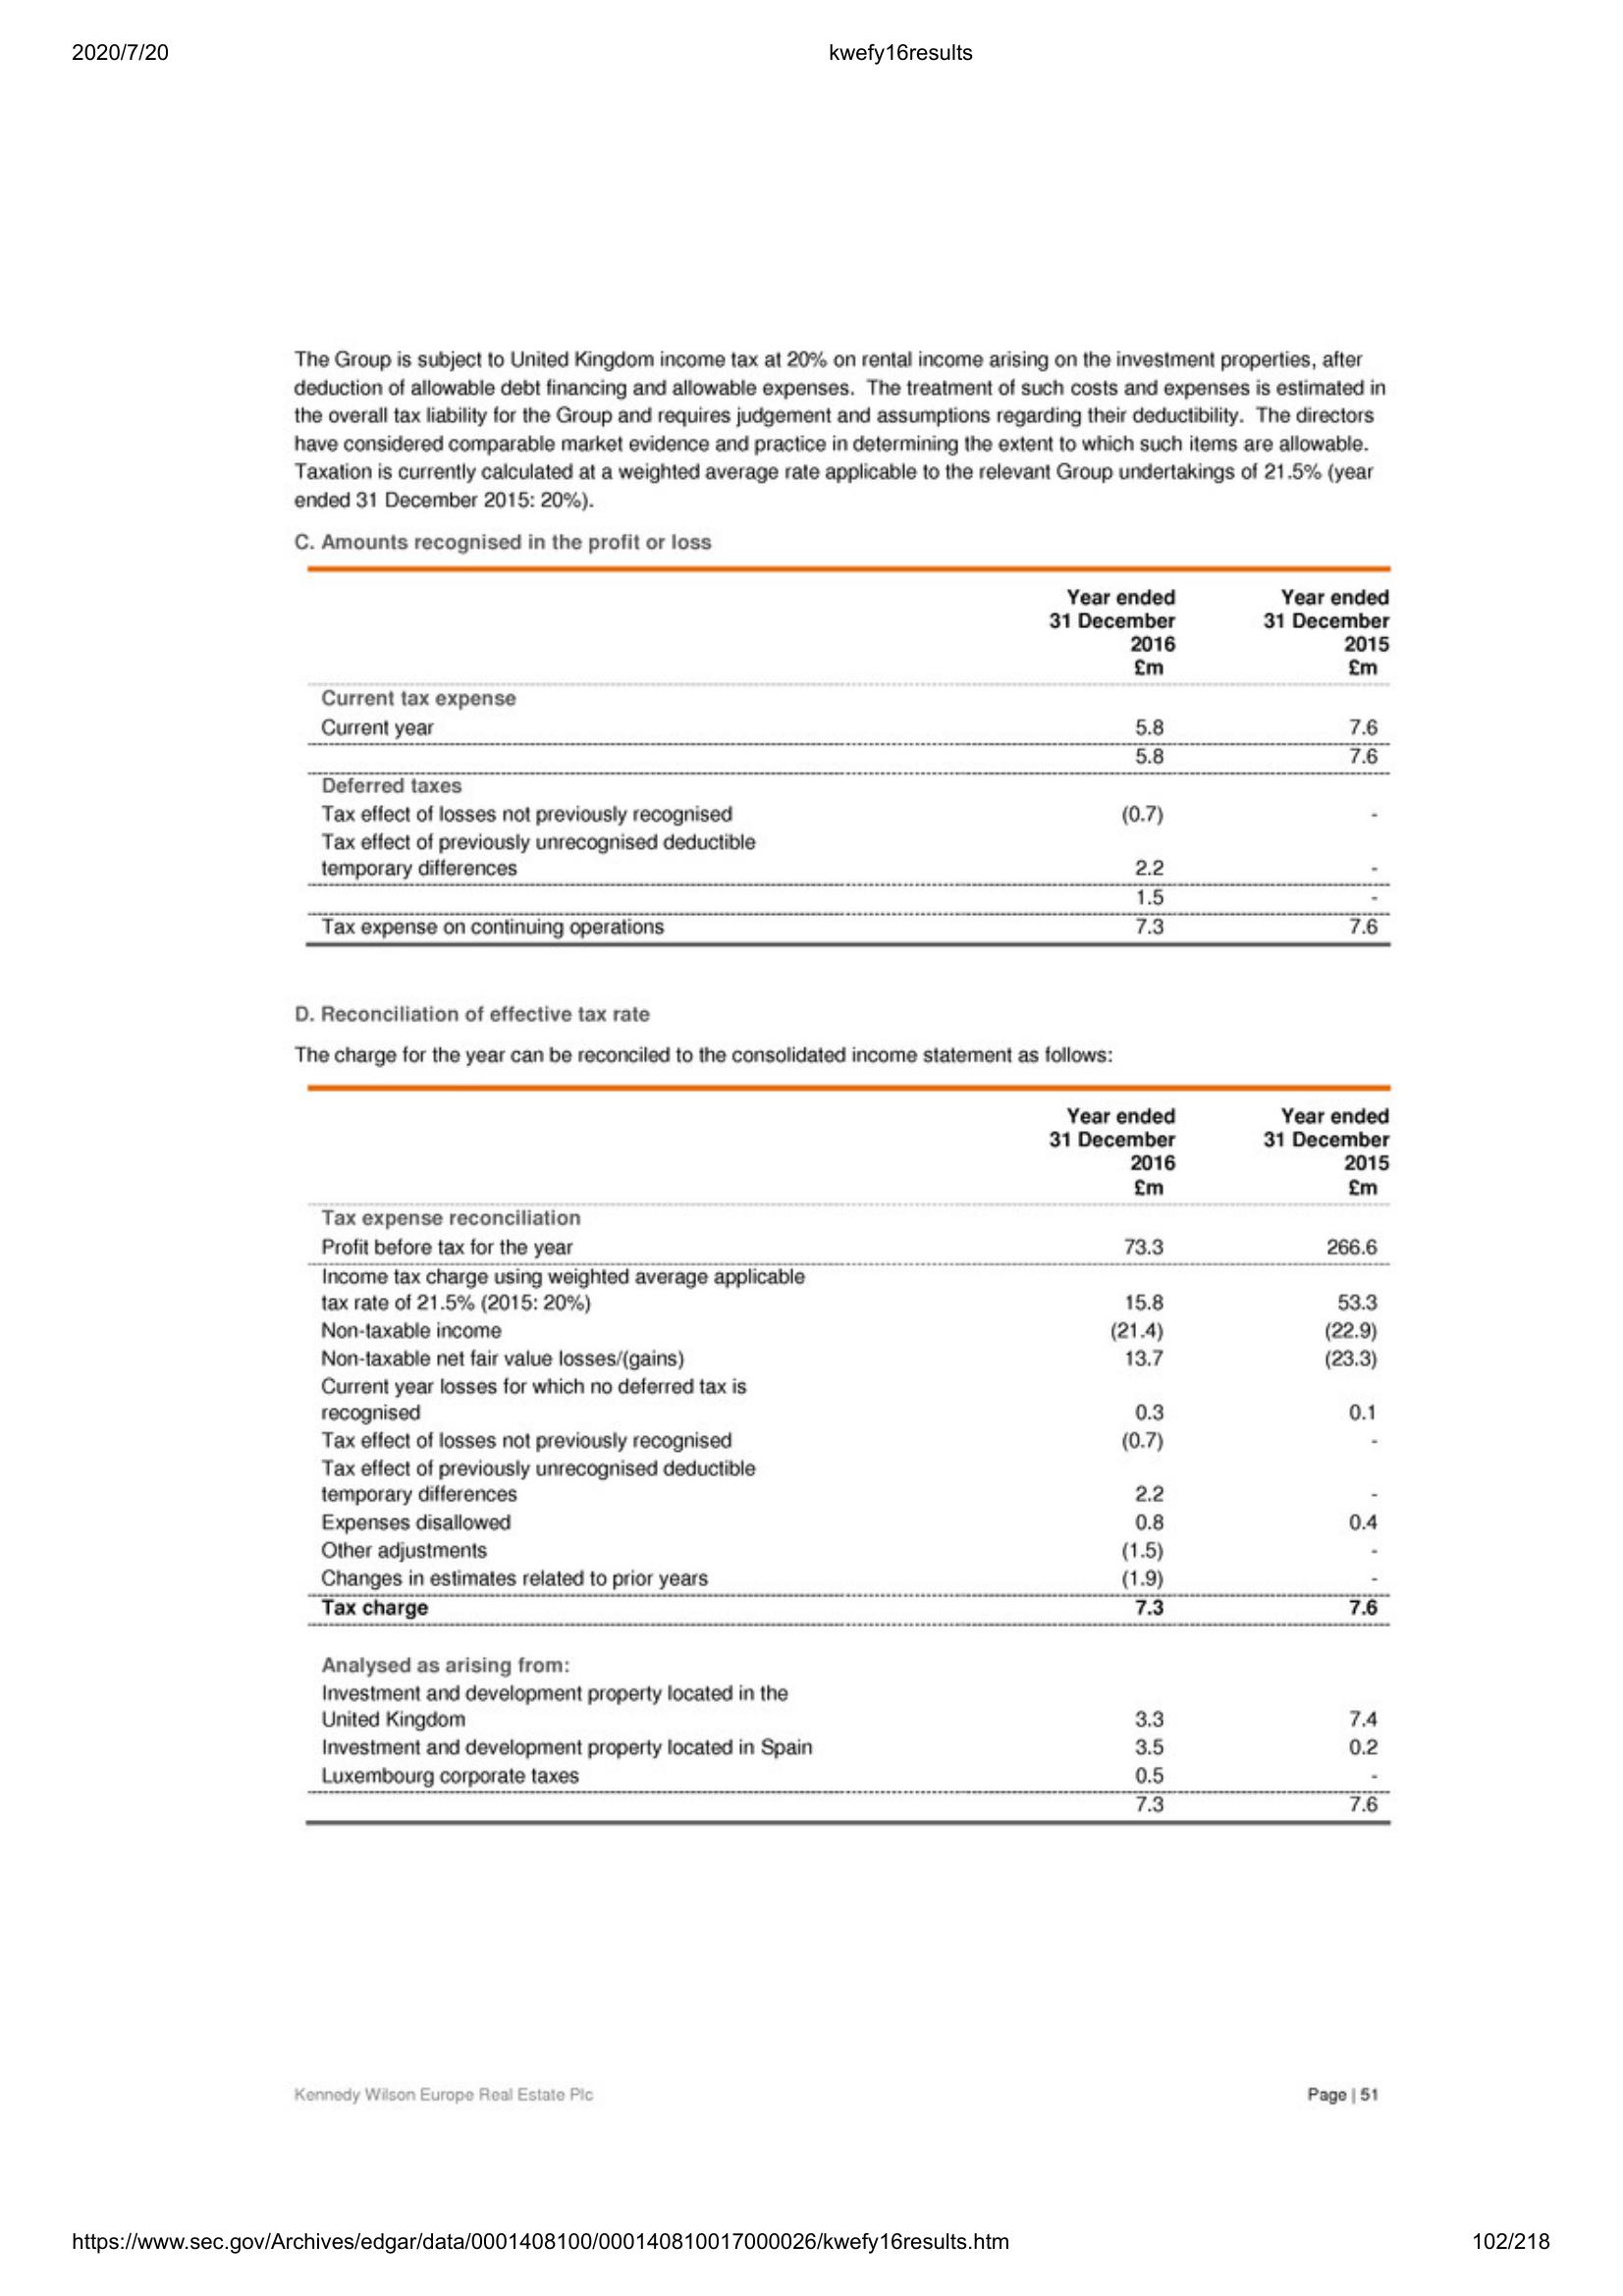 2020/7/20 kwefy16results
The Group is subject to United Kingdom income tax at 20% on rental income arising on the investment properties, after
deduction of allowable debt financing and allowable expenses. The treatment of such costs and expenses is estimated in
the overall tax liability for the Group and requires judgement and assumptions regarding their deductibility. The directors
have considered comparable market evidence and practice in determining the extent to which such items are allowable.
Taxation is currently calculated at a weighted average rate applicable to the relevant Group undertakings of 21.5% (year
ended 31 December 2015: 20%).
C. Amounts recognised in the profit or loss
Year ended Year ended
31 December 31 December
2016 2015
£m £m
Current tax expense
Current year 5.8 7.6
5.8 7.6
Deferred taxes
Tax effect of losses not previously recognised (0.7) -
Tax effect of previously unrecognised deductible
temporary differences 2.2 -
1.5 -
Tax expense on continuing operations 7.3 7.6
D. Reconciliation of effective tax rate
The charge for the year can be reconciled to the consolidated income statement as follows:
Year ended Year ended
31 December 31 December
2016 2015
£m £m
Tax expense reconciliation
Profit before tax for the year 73.3 266.6
Income tax charge using weighted average applicable
tax rate of 21.5% (2015: 20%) 15.8 53.3
Non-taxable income (21.4) (22.9)
Non-taxable net fair value losses/(gains) 13.7 (23.3)
Current year losses for which no deferred tax is
recognised 0.3 0.1
Tax effect of losses not previously recognised (0.7) -
Tax effect of previously unrecognised deductible
temporary differences 2.2 -
Expenses disallowed 0.8 0.4
Other adjustments (1.5) -
Changes in estimates related to prior years (1.9) -
Tax charge 7.3 7.6
Analysed as arising from:
Investment and development property located in the
United Kingdom 3.3 7.4
Investment and development property located in Spain 3.5 0.2
Luxembourg corporate taxes 0.5 -
7.3 7.6
Kennedy Wilson Europe Real Estate Plc Page | 51
https://www.sec.gov/Archives/edgar/data/0001408100/000140810017000026/kwefy16results.htm 102/218